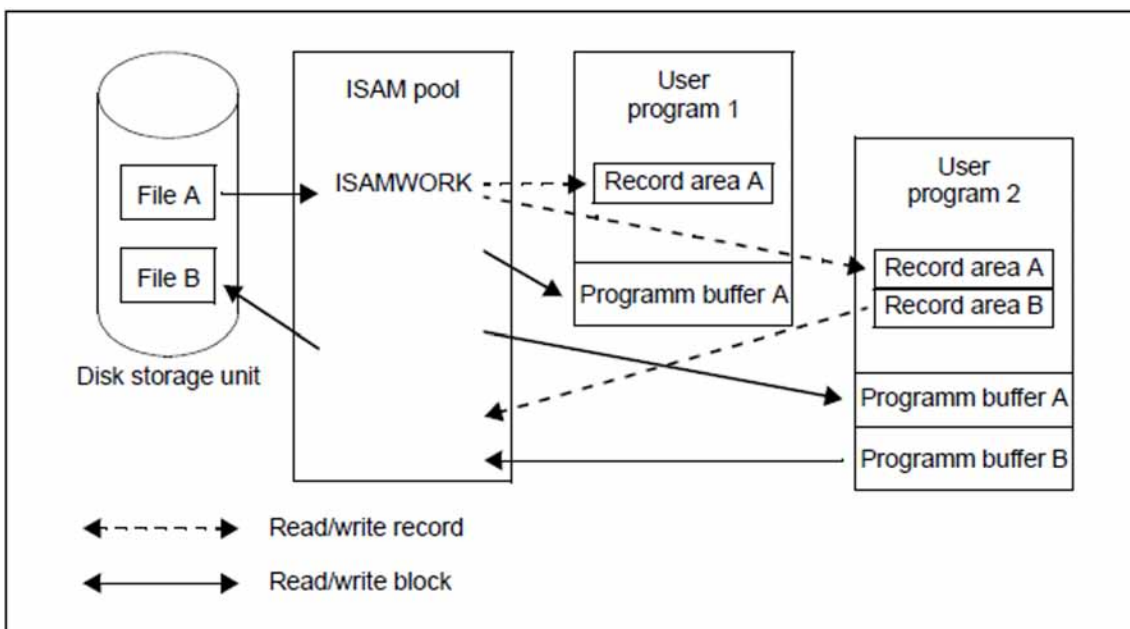 File A
File B
Disk storage unit
ISAM pool
ISAMWORK
User
program 1
Record area A
Programm buffer A
User
program 2
Record area A
Record area B
Programm buffer A
Programm buffer B
Read/write record
Read/write block